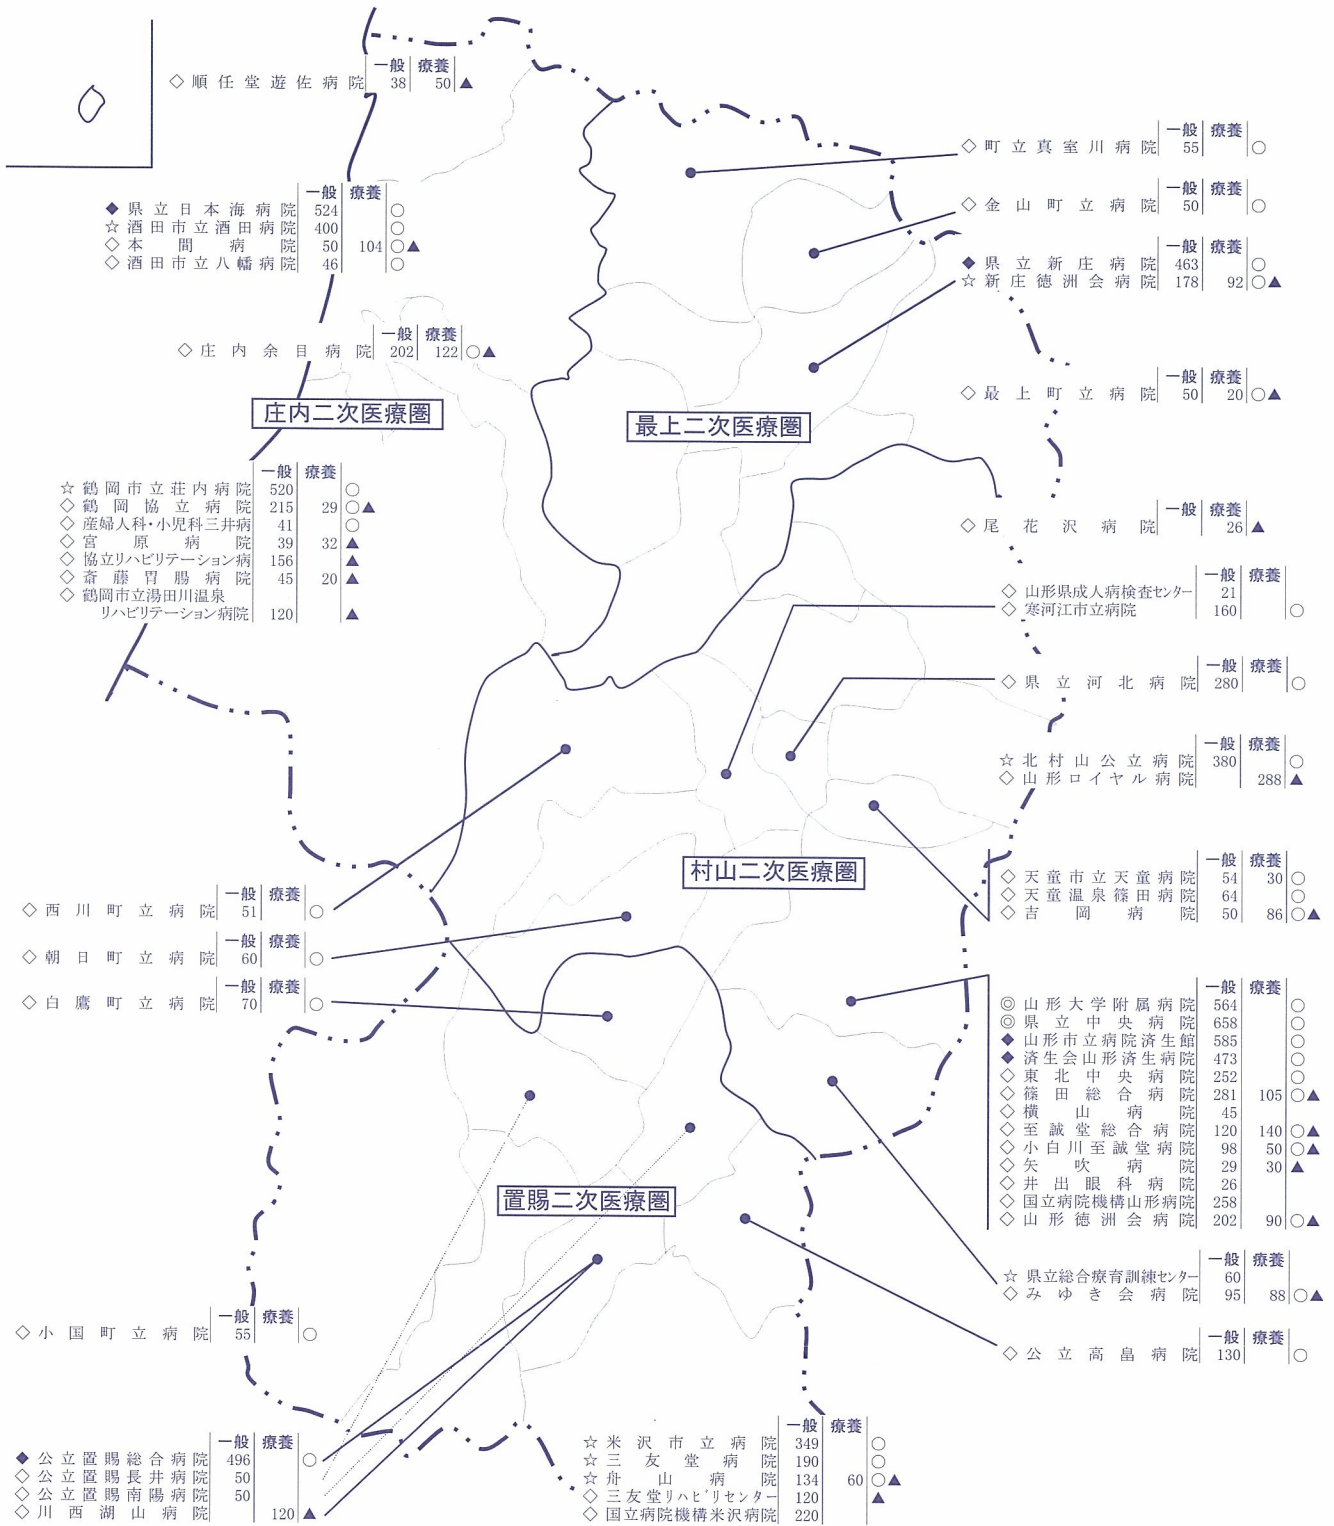 一般 療養
◇ 順任堂遊佐病院 38 50 ▲
一般 療養
◆ 県立日本海病院 524 ○
☆ 酒田市立酒田病院 400 ○
◇ 本間病院 50 104 ○▲
◇ 酒田市立八幡病院 46 ○
一般 療養
◇ 庄内余目病院 202 122 ○▲
庄内二次医療圏
一般 療養
☆ 鶴岡市立荘内病院 520 ○
◇ 鶴岡協立病院 215 29 ○▲
◇ 産婦人科・小児科三井病 41 ○
◇ 宮原病院 39 32 ▲
◇ 協立リハビリテーション病 156 ▲
◇ 斎藤胃腸病院 45 20 ▲
◇ 鶴岡市立湯田川温泉
リハビリテーション病院 120 ▲
一般 療養
◇ 町立真室川病院 55 ○
一般 療養
◇ 金山町立病院 50 ○
一般 療養
◆ 県立新庄病院 463 ○
☆ 新庄徳洲会病院 178 92 ○▲
一般 療養
◇ 最上町立病院 50 20 ○▲
最上二次医療圏
一般 療養
◇ 尾花沢病院 26 ▲
一般 療養
◇ 山形県成人病検査センター 21
◇ 寒河江市立病院 160 ○
一般 療養
◇ 県立河北病院 280 ○
一般 療養
☆ 北村山公立病院 380 ○
◇ 山形ロイヤル病院 288 ▲
村山二次医療圏
一般 療養
◇ 天童市立天童病院 54 30 ○
◇ 天童温泉篠田病院 64 ○
◇ 吉岡病院 50 86 ○▲
一般 療養
◇ 西川町立病院 51 ○
一般 療養
◇ 朝日町立病院 60 ○
一般 療養
◇ 白鷹町立病院 70 ○
一般 療養
◎ 山形大学附属病院 564 ○
◎ 県立中央病院 658 ○
◆ 山形市立病院済生館 585 ○
◆ 済生会山形済生病院 473 ○
◇ 東北中央病院 252 ○
◇ 篠田総合病院 281 105 ○▲
◇ 横山病院 45
◇ 至誠堂総合病院 120 140 ○▲
◇ 小白川至誠堂病院 98 50 ○▲
◇ 矢吹病院 29 30 ▲
◇ 井出眼科病院 26
◇ 国立病院機構山形病院 258
◇ 山形徳洲会病院 202 90 ○▲
置賜二次医療圏
一般 療養
☆ 県立総合療育訓練センター 60
◇ みゆき会病院 95 88 ○▲
一般 療養
◇ 公立高畠病院 130 ○
一般 療養
◇ 小国町立病院 55 ○
一般 療養
◆ 公立置賜総合病院 496 ○
◇ 公立置賜長井病院 50
◇ 公立置賜南陽病院 50
◇ 川西湖山病院 120 ▲
一般 療養
☆ 米沢市立病院 349 ○
☆ 三友堂病院 190 ○
☆ 舟山病院 134 60 ○▲
◇ 三友堂リハビリセンター 120 ▲
◇ 国立病院機構米沢病院 220